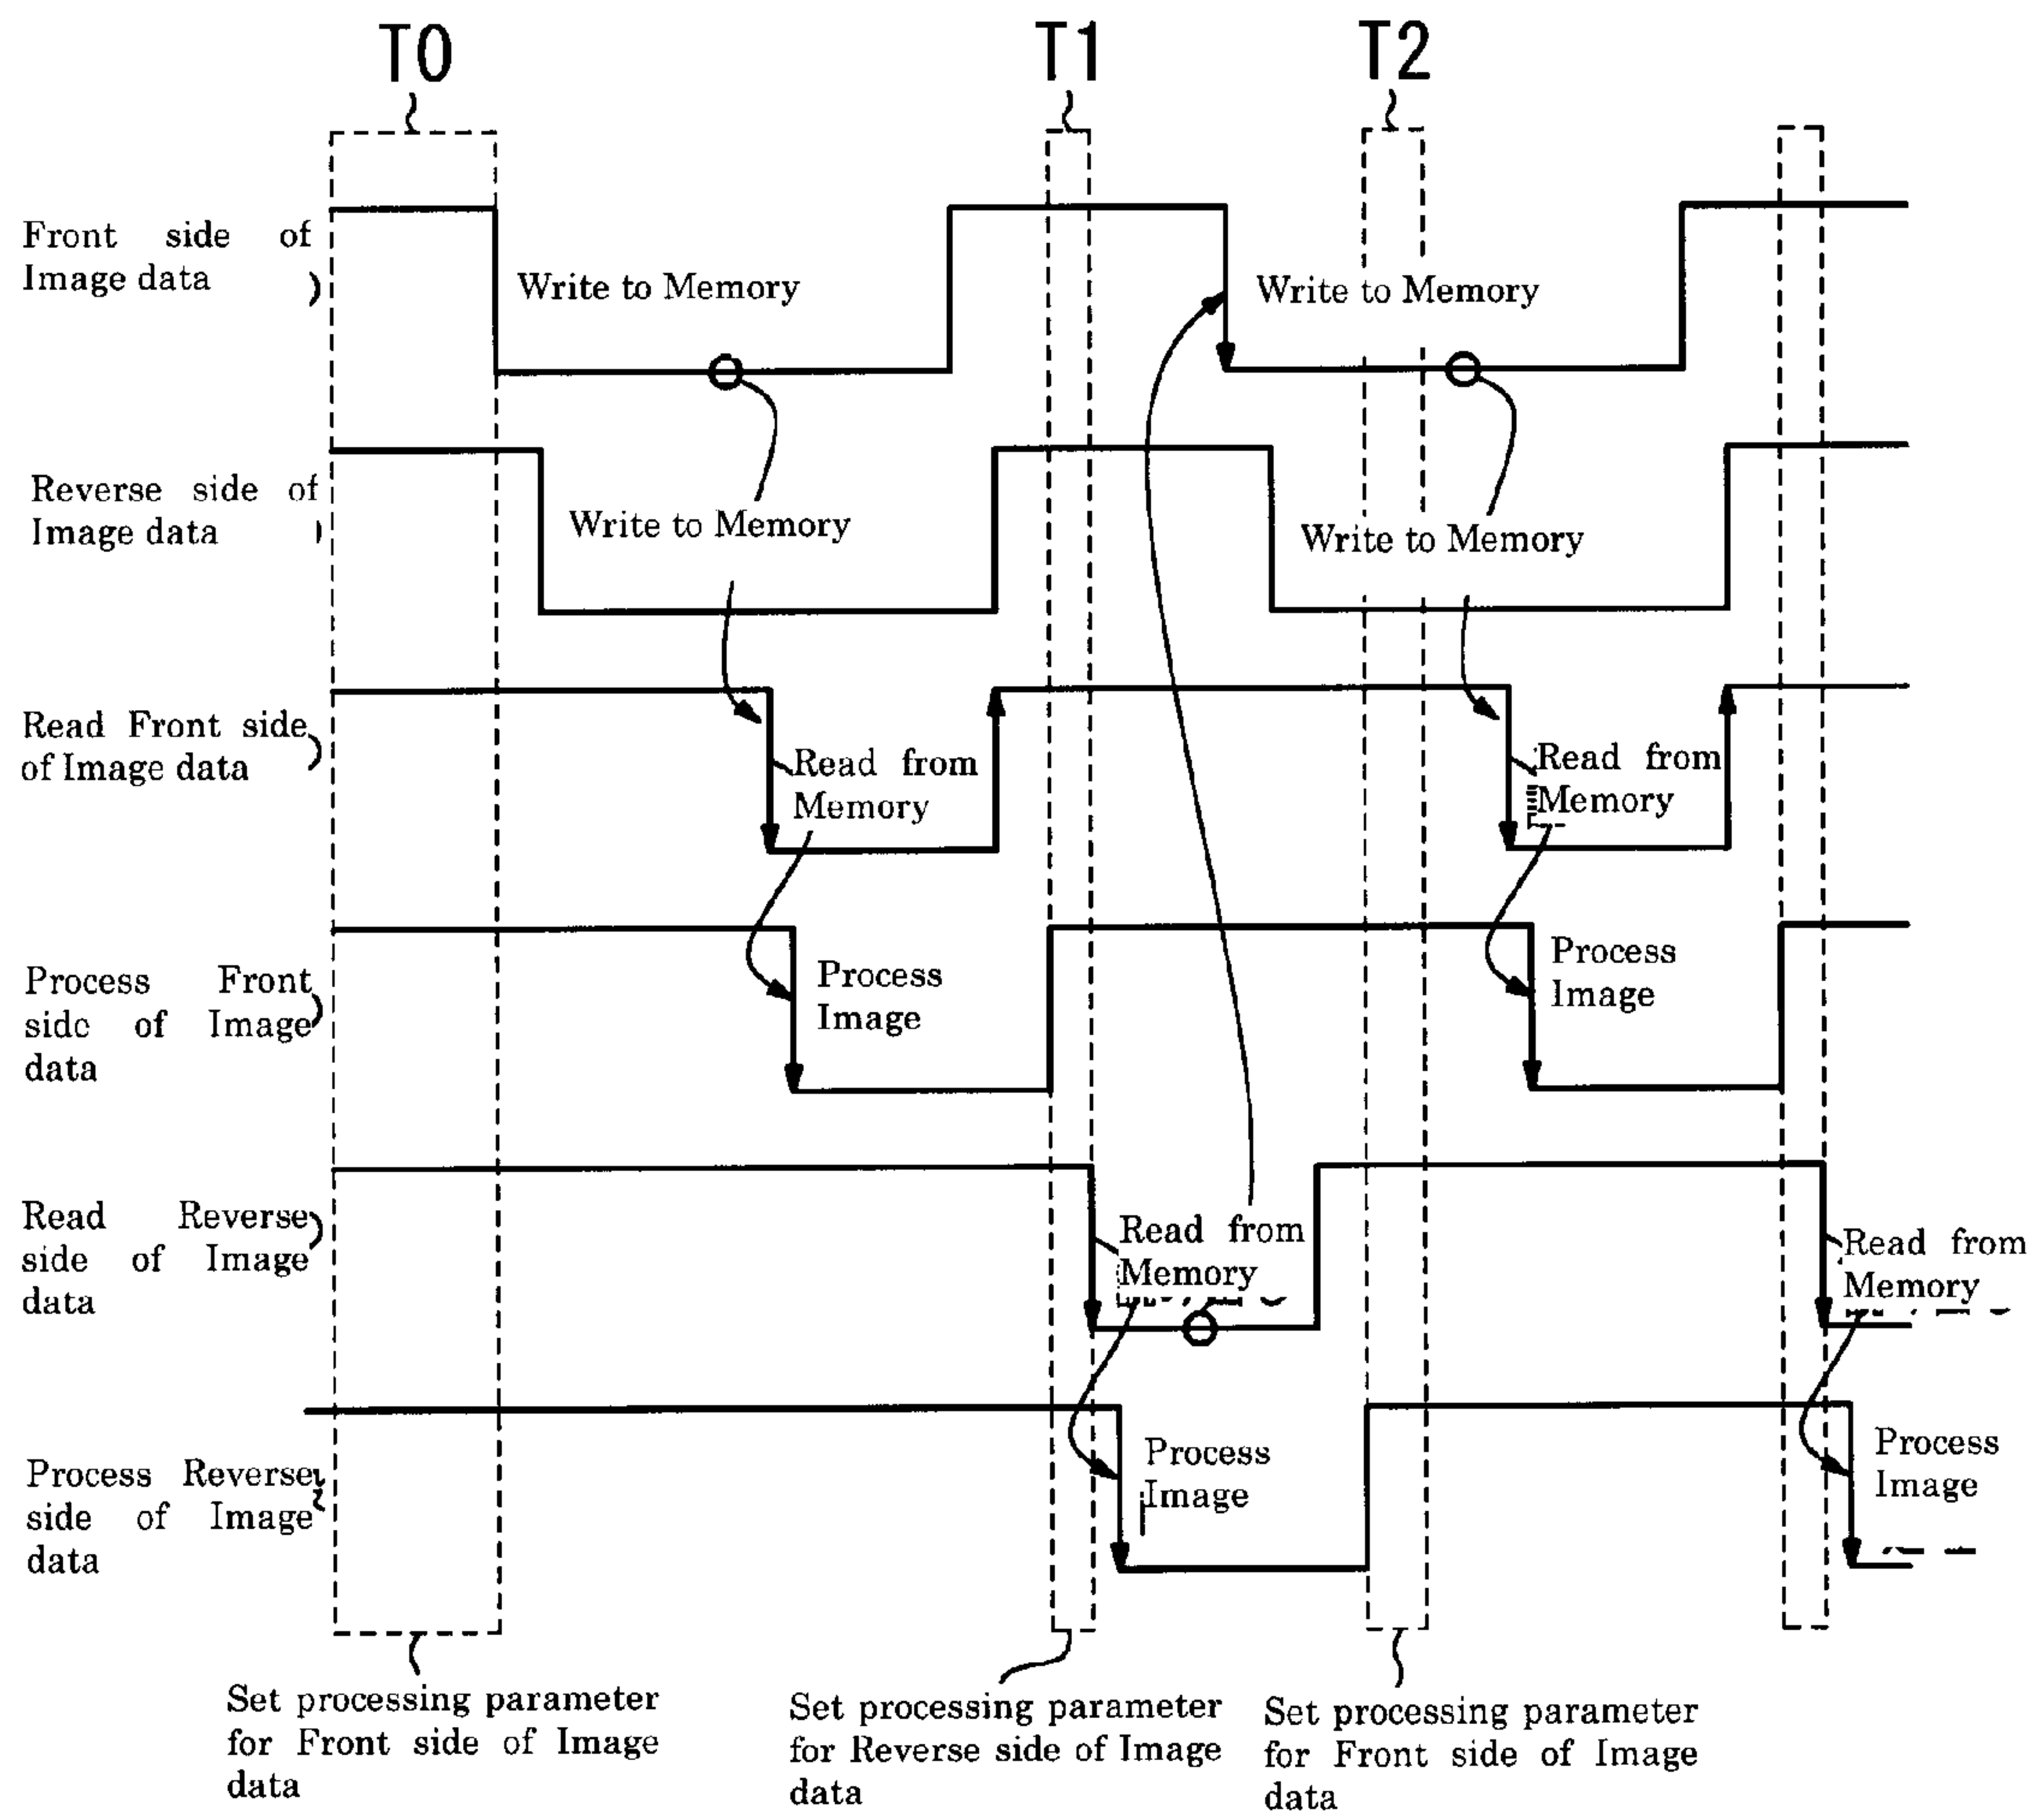 T0
T1
T2
Front side of
Image data
Write to Memory
Write to Memory
Reverse side of
Image data
Write to Memory
Write to Memory
Read Front side
of Image data
Read from
Memory
Read from
Memory
Process Front
side of Image
data
Process
Image
Process
Image
Read Reverse
side of Image
data
Read from
Memory
Read from
Memory
Process Reverse
side of Image
data
Process
Image
Process
Image
Set processing parameter
for Front side of Image
data
Set processing parameter
for Reverse side of Image
data
Set processing parameter
for Front side of Image
data